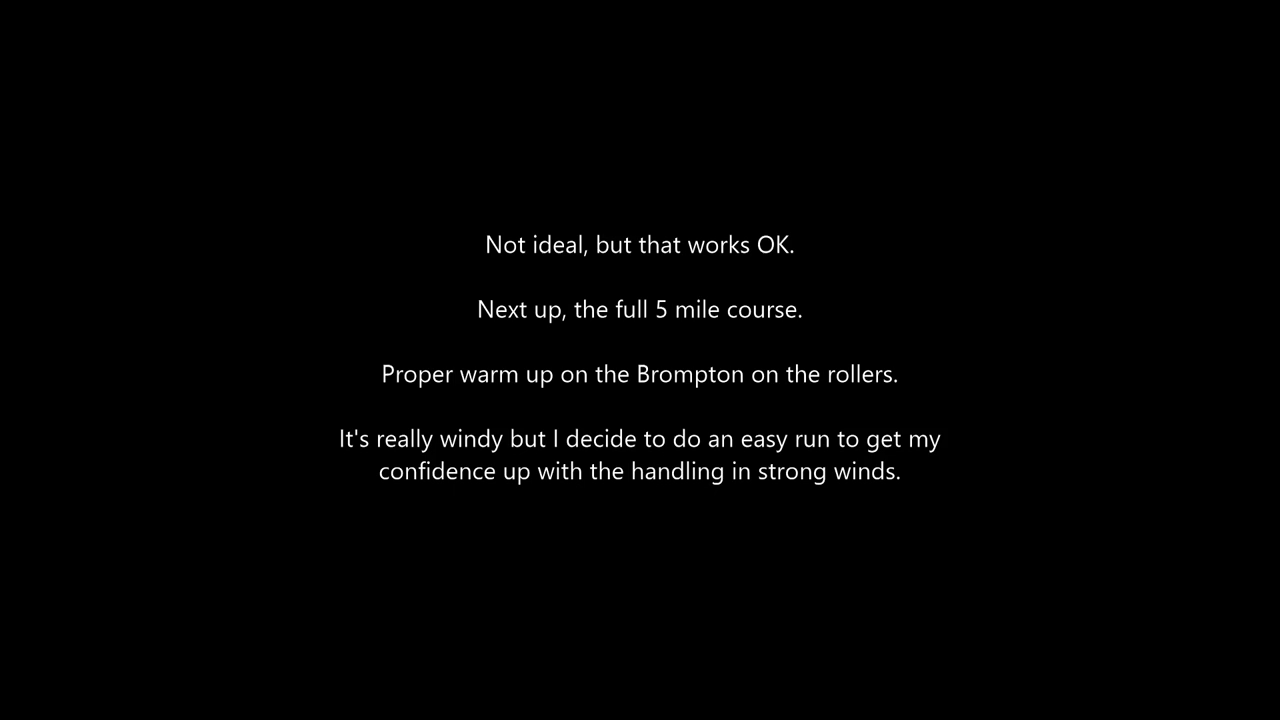 Not ideal, but that works OK.
Next up, the full 5 mile course.
Proper warm up on the Brompton on the rollers.
It's really windy but I decide to do an easy run to get my
confidence up with the handling in strong winds.